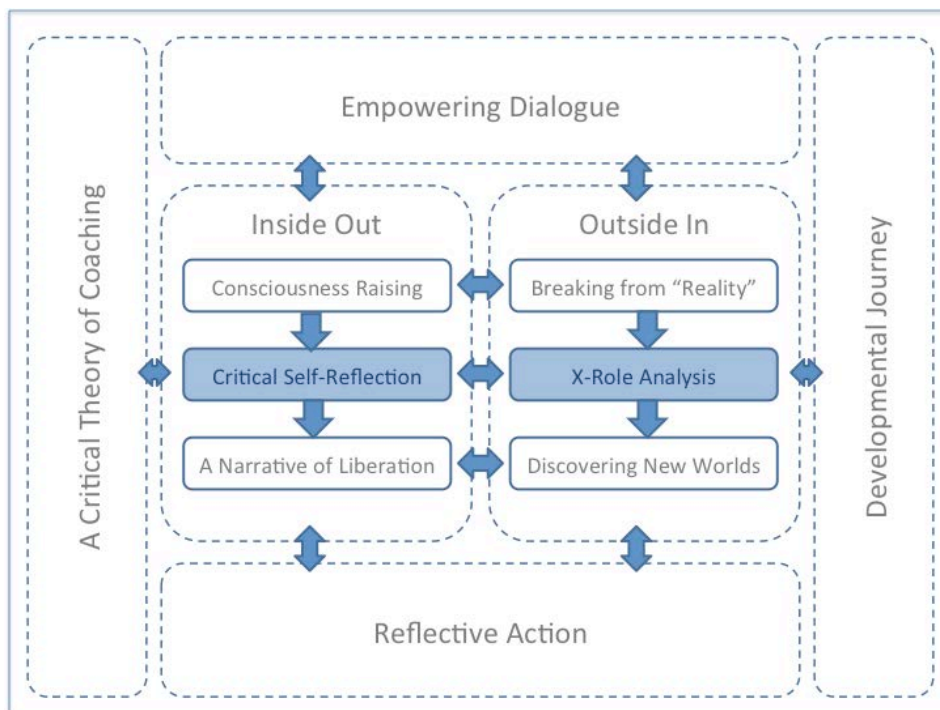 Empowering Dialogue
A Critical Theory of Coaching
Inside Out
Outside In
Developmental Journey
Consciousness Raising
Breaking from “Reality”
Critical Self-Reflection
X-Role Analysis
A Narrative of Liberation
Discovering New Worlds
Reflective Action